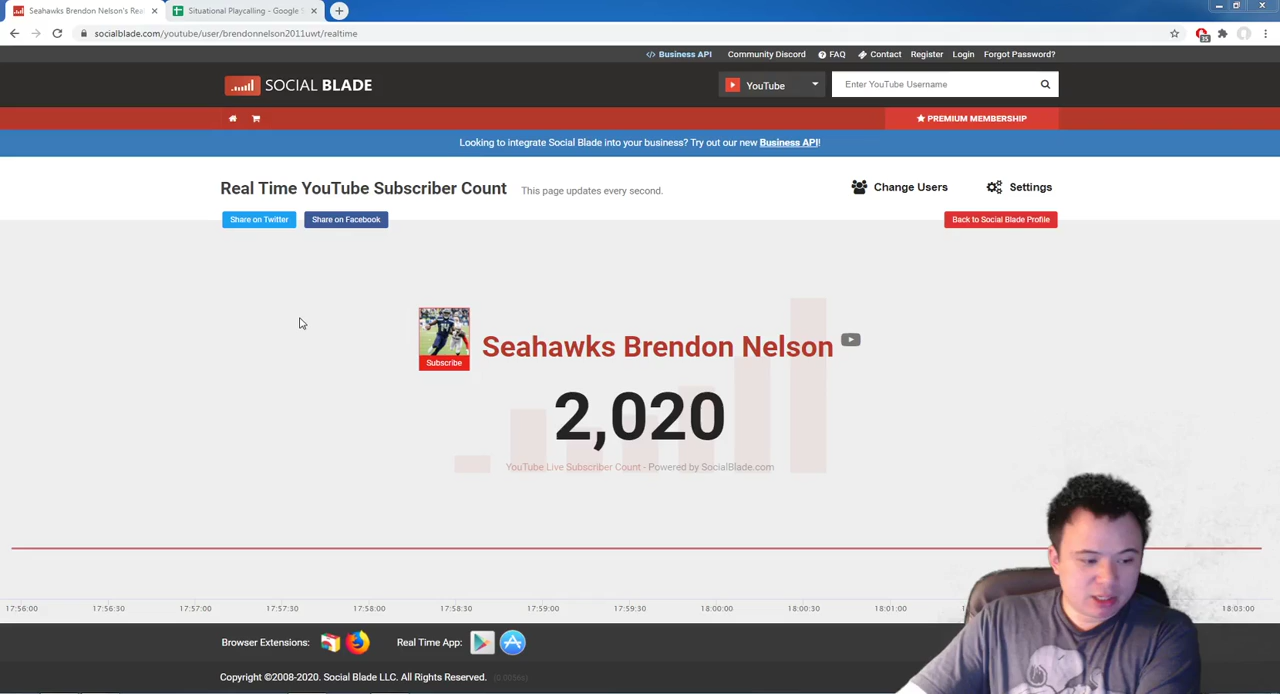 Seahawks Brendon Nelson's Rea
Situational Playcalling - Google S
socialblade.com/youtube/user/brendonnelson2011uwt/realtime
35
Business API
Community Discord
FAQ
Contact
Register
Login
Forgot Password?
SOCIAL BLADE
YouTube
Enter YouTube Username
PREMIUM MEMBERSHIP
Looking to integrate Social Blade into your business? Try out our new Business API!
Real Time YouTube Subscriber Count
This page updates every second.
Change Users
Settings
Share on Twitter
Share on Facebook
Back to Social Blade Profile
Subscribe
Seahawks Brendon Nelson
2,020
YouTube Live Subscriber Count - Powered by SocialBlade.com
17:56:00
17:56:30
17:57:00
17:57:30
17:58:00
17:58:30
17:59:00
17:59:30
18:00:00
18:00:30
18:01:00
18:03:00
Browser Extensions:
Real Time App:
Copyright ©2008-2020. Social Blade LLC. All Rights Reserved.
(0.0056s)